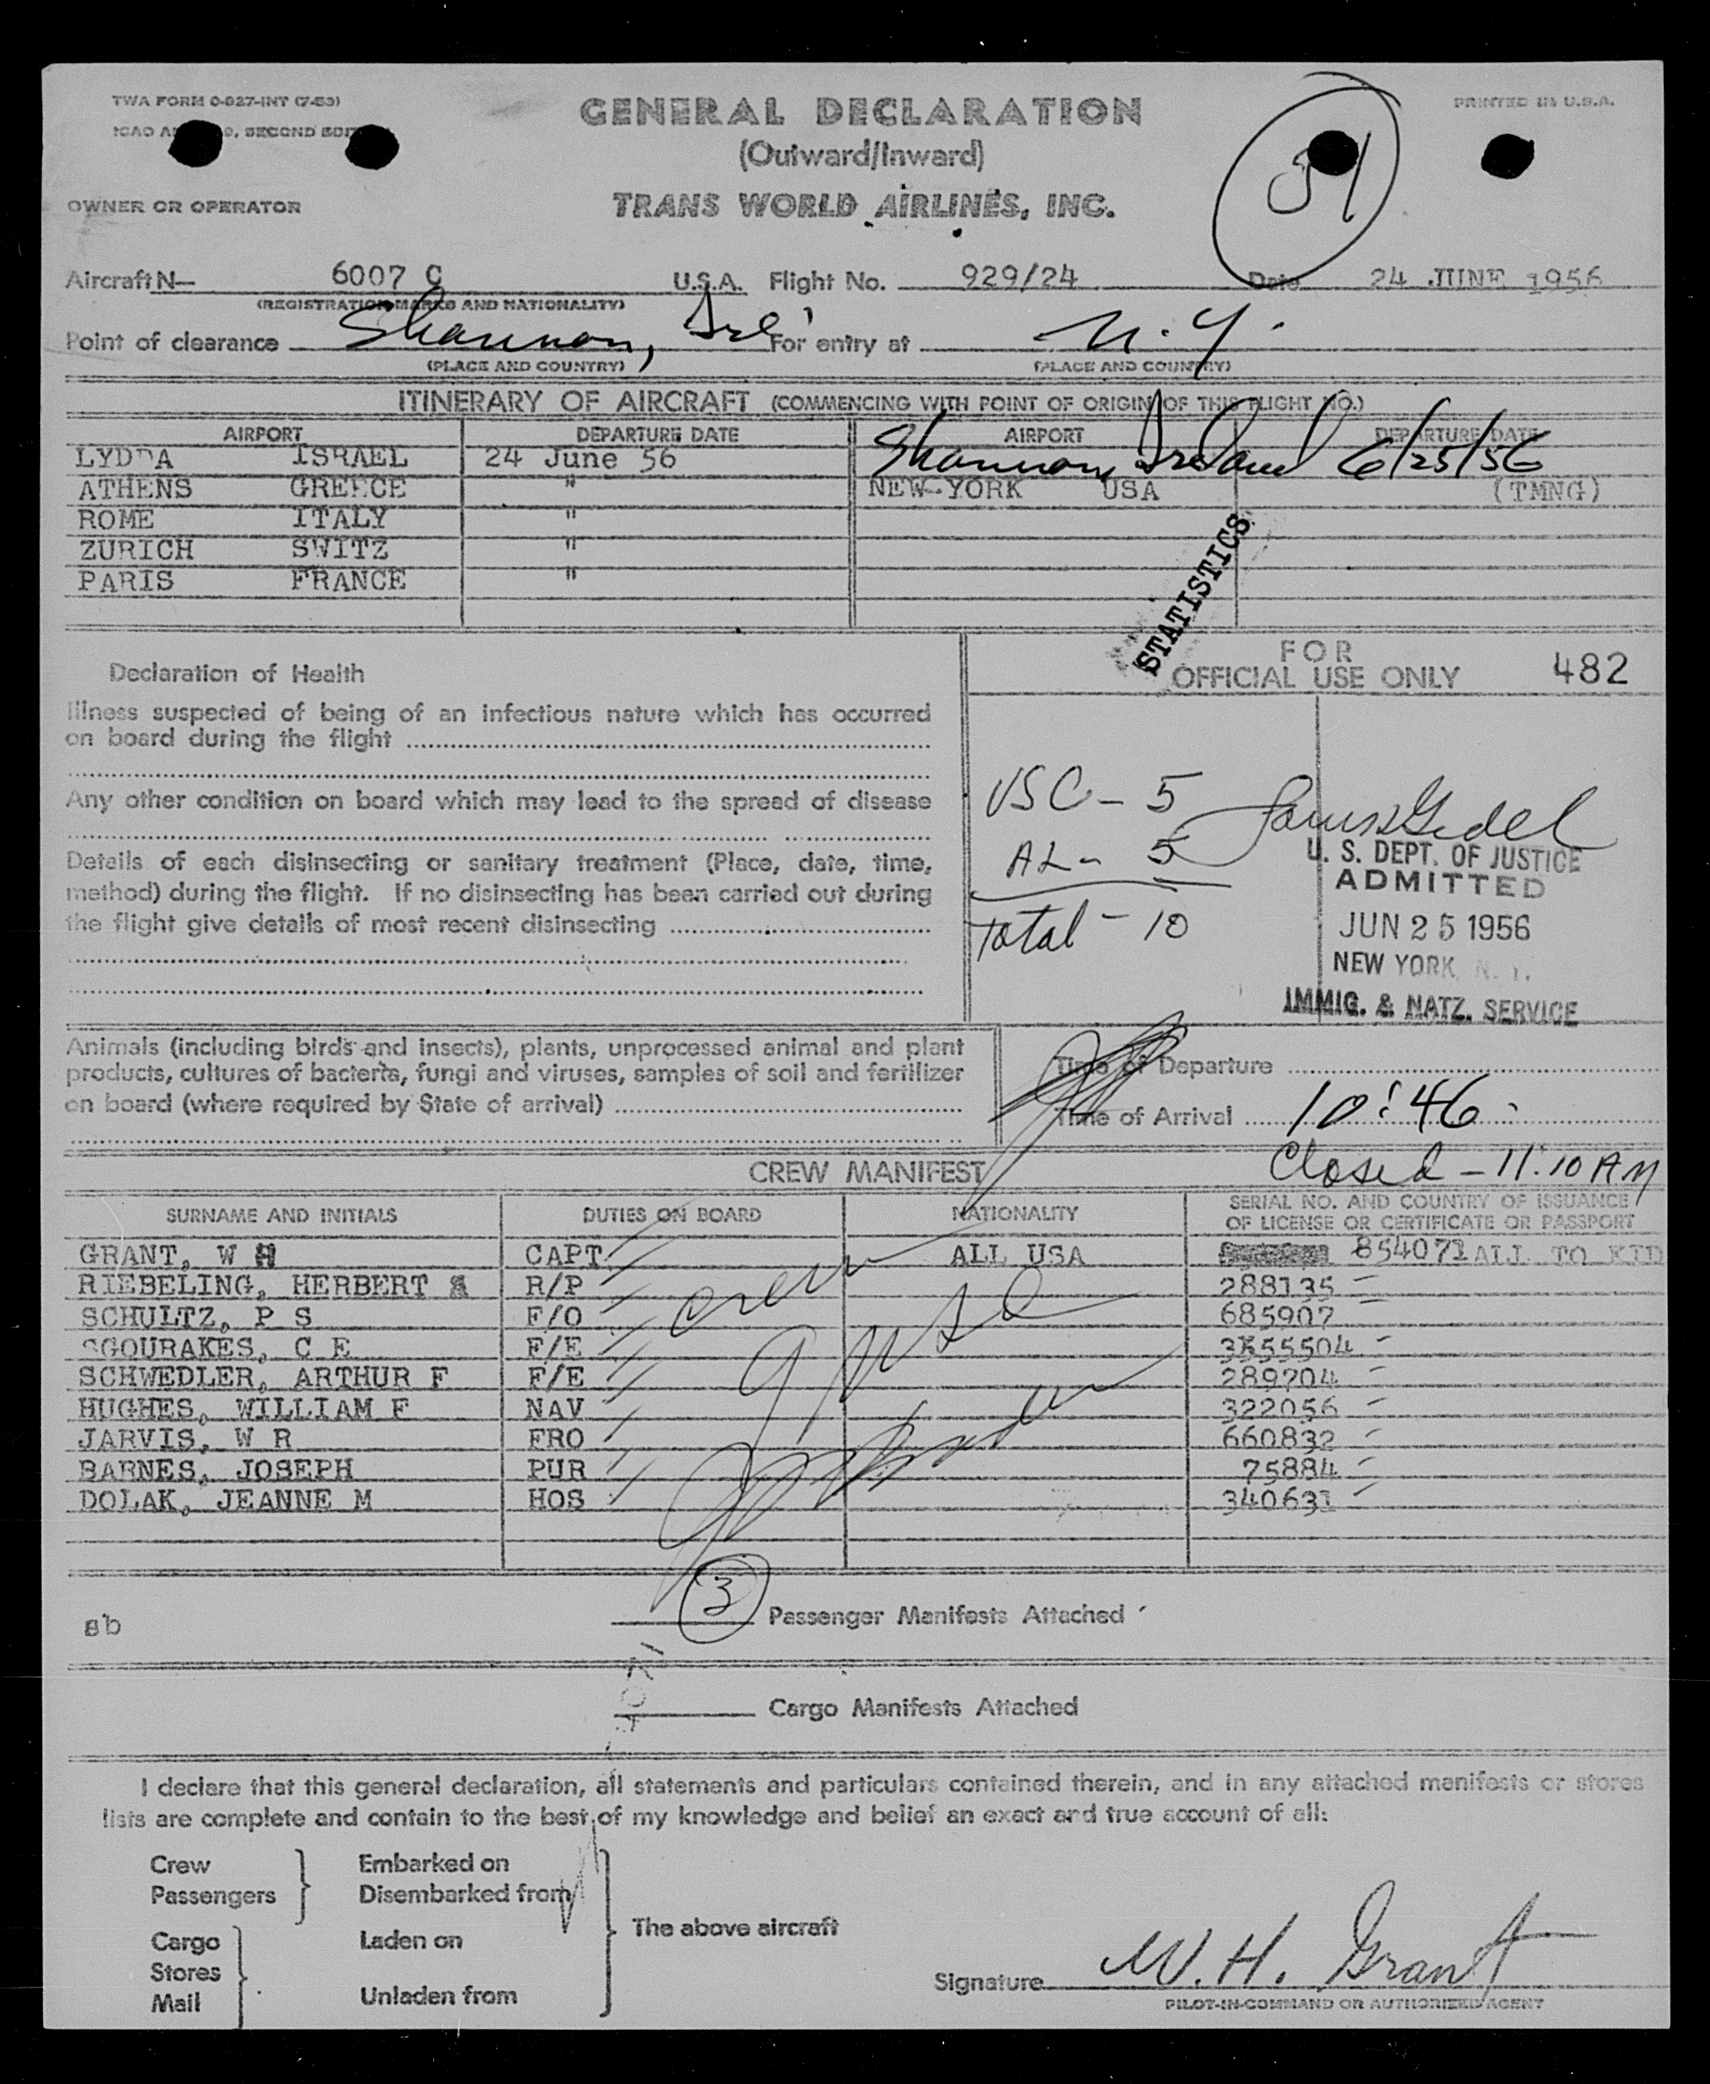 TWA FORM 0-927-INT (7-53)
PRINTED IN U.S.A.
GENERAL DECLARATION
(Outward/Inward)
TRANS WORLD AIRLINES, INC.
ICAO 9, SECOND
OWNER OR OPERATOR
Aircraft N— 6007 C U.S.A. Flight No. 929/24 Date 24 JUNE 1956
(REGISTRATION MARKS AND NATIONALITY)
Point of clearance Shannon, Ire' For entry at N.Y.
(PLACE AND COUNTRY) (PLACE AND COUNTRY)
ITINERARY OF AIRCRAFT (COMMENCING WITH POINT OF ORIGIN OF THIS FLIGHT NO.)
AIRPORT DEPARTURE DATE AIRPORT DEPARTURE DATE
LYDDA ISRAEL 24 June 56 Shannon, Ireland 6/25/56
ATHENS GREECE " NEW YORK USA (TMNG)
ROME ITALY "
ZURICH SWITZ "
PARIS FRANCE "
STATISTICS
Declaration of Health
FOR
OFFICIAL USE ONLY 482
Illness suspected of being of an infectious nature which has occurred
on board during the flight
Any other condition on board which may lead to the spread of disease
Details of each disinsecting or sanitary treatment (Place, date, time,
method) during the flight. If no disinsecting has been carried out during
the flight give details of most recent disinsecting
USC - 5
AL - 5
Total - 10
U. S. DEPT. OF JUSTICE
ADMITTED
JUN 25 1956
NEW YORK N. Y.
IMMIG. & NATZ. SERVICE
Animals (including birds and insects), plants, unprocessed animal and plant
products, cultures of bacteria, fungi and viruses, samples of soil and fertilizer
on board (where required by State of arrival)
Time of Departure
Time of Arrival 10:46
Closed - 11:10 AM
CREW MANIFEST
SURNAME AND INITIALS DUTIES ON BOARD NATIONALITY SERIAL NO. AND COUNTRY OF ISSUANCE
OF LICENSE OR CERTIFICATE OR PASSPORT
GRANT, W H CAPT. ALL USA 854071 ALL TO KID
RIEBELING, HERBERT R/P 288135
SCHULTZ, P S F/O 685907
SGOURAKES, C E F/E 3555504
SCHWEDLER, ARTHUR F F/E 289704
HUGHES, WILLIAM F NAV 322056
JARVIS, W R FRO 660832
BARNES, JOSEPH PUR 75884
DOLAK, JEANNE M HOS 340631
crew
sb
3 Passenger Manifests Attached
Cargo Manifests Attached
I declare that this general declaration, all statements and particulars contained therein, and in any attached manifests or stores
lists are complete and contain to the best of my knowledge and belief an exact and true account of all:
Crew Embarked on
Passengers Disembarked from
The above aircraft
Cargo Laden on
Stores
Mail Unladen from
Signature W. H. Grant
PILOT-IN-COMMAND OR AUTHORIZED AGENT